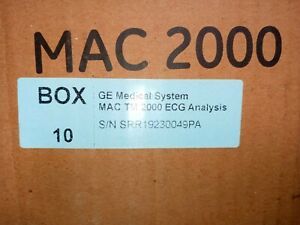 MAC 2000
BOX
10
GE Medical System
MAC TM 2000 ECG Analysis
S/N SRR19230049PA